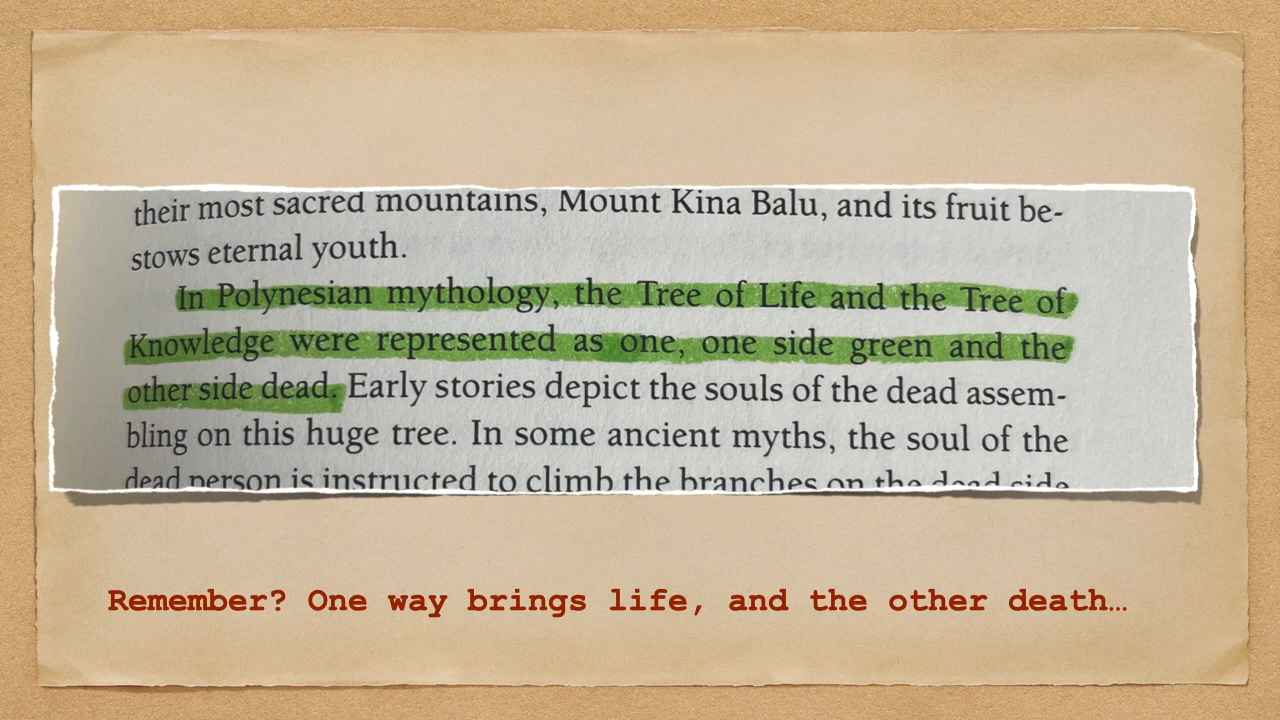 their most sacred mountains, Mount Kina Balu, and its fruit be-
stows eternal youth.
In Polynesian mythology, the Tree of Life and the Tree of
Knowledge were represented as one, one side green and the
other side dead. Early stories depict the souls of the dead assem-
bling on this huge tree. In some ancient myths, the soul of the
dead person is instructed to climb the branches on the dead side
Remember? One way brings life, and the other death…